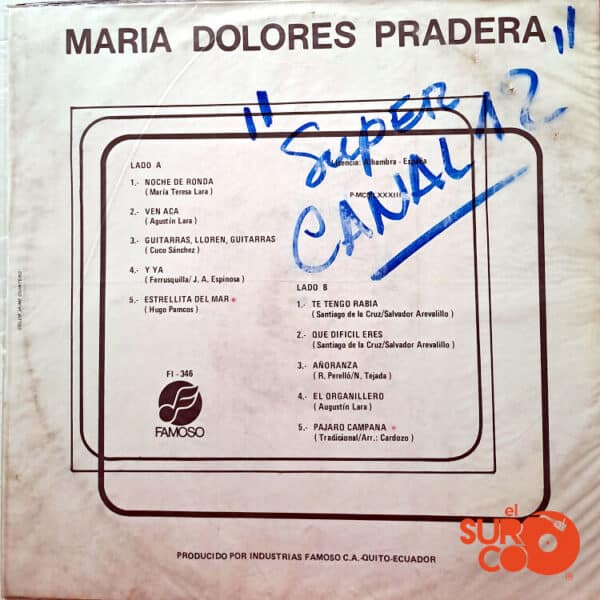 MARIA DOLORES PRADERA
"SUPER
CANAL 12"
LADO A
1.- NOCHE DE RONDA
(María Teresa Lara)
2.- VEN ACA
(Agustín Lara)
3.- GUITARRAS, LLOREN, GUITARRAS
(Cuco Sánchez)
4.- Y YA
(Ferrusquilla/ J. A. Espinosa)
5.- ESTRELLITA DEL MAR
(Hugo Pamcos)
Licencia: Alhambra - España
LADO B
1.- TE TENGO RABIA
(Santiago de la Cruz/Salvador Arevalillo)
2.- QUE DIFICIL ERES
(Santiago de la Cruz/Salvador Arevalillo)
3.- AÑORANZA
(R. Perelló/N. Tejada)
4.- EL ORGANILLERO
(Augustín Lara)
5.- PAJARO CAMPANA
(Tradicional/Arr.: Cardozo)
FI - 346
FAMOSO
PRODUCIDO POR INDUSTRIAS FAMOSO C.A.-QUITO-ECUADOR
el
SUR
CO
®